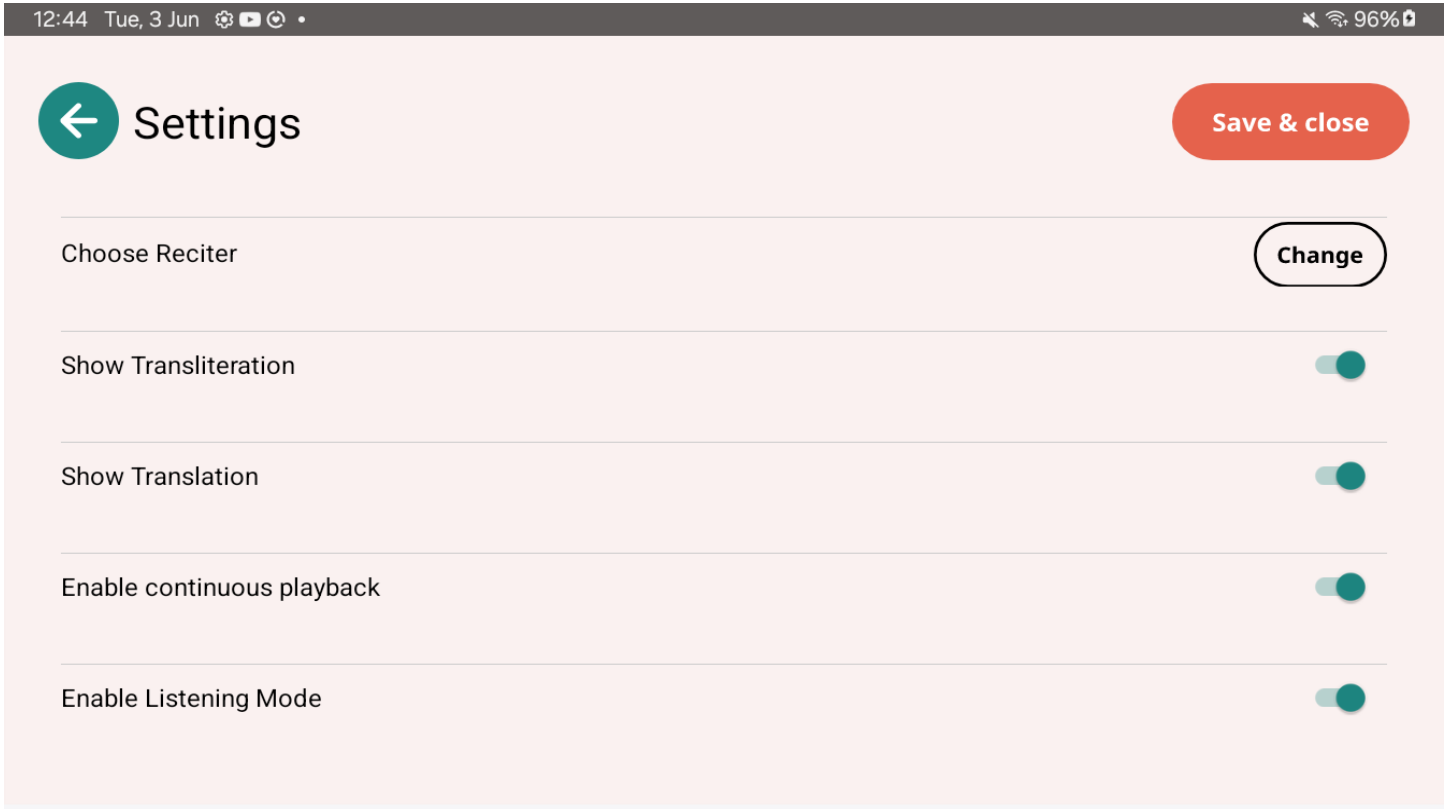 12:44 Tue, 3 Jun 96%
Settings
Save & close
Choose Reciter
Change
Show Transliteration
Show Translation
Enable continuous playback
Enable Listening Mode